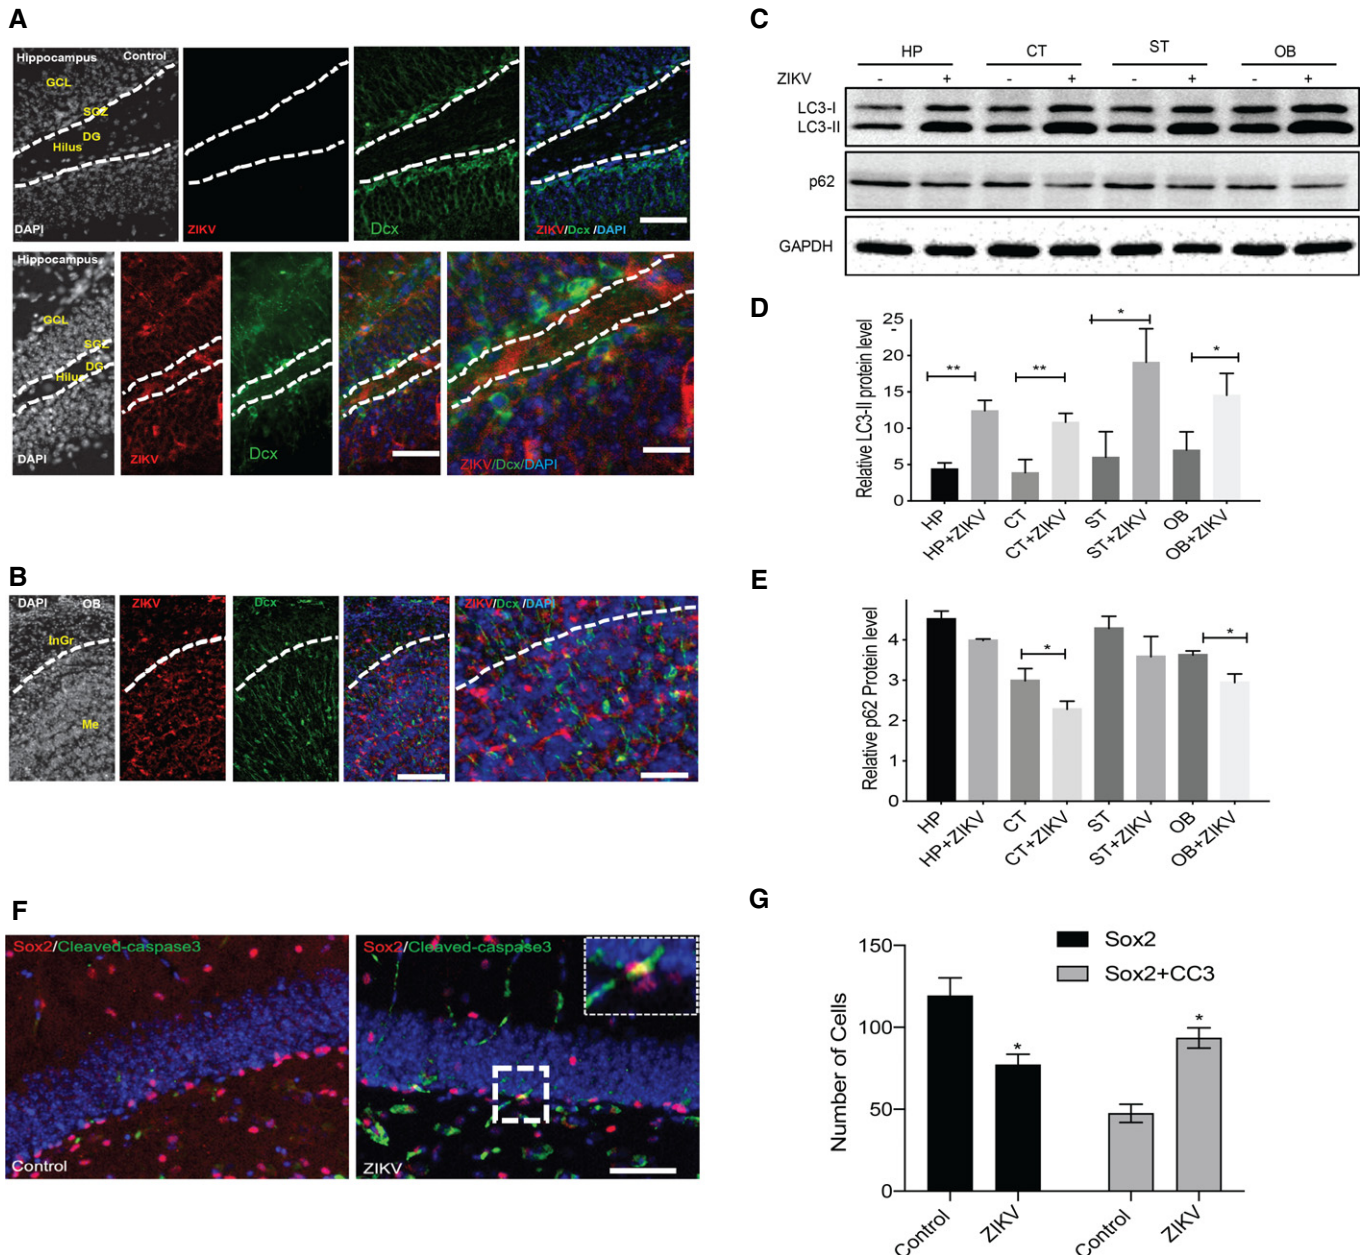 A
Hippocampus Control
GCL
SGZ
DG
Hilus
DAPI
ZIKV
Dcx
ZIKV/Dcx /DAPI
Hippocampus
GCL
SGZ
DG
Hilus
DAPI
ZIKV
Dcx
ZIKV/Dcx/DAPI
B
DAPI OB
InGr
Me
ZIKV
Dcx
ZIKV/Dcx /DAPI
C
HP CT ST OB
ZIKV - + - + - + - +
LC3-I
LC3-II
p62
GAPDH
D
Relative LC3-II protein level
25
20
15
10
5
0
** ** * *
HP
HP+ZIKV
CT
CT+ZIKV
ST
ST+ZIKV
OB
OB+ZIKV
E
Relative p62 Protein level
4
3
2
1
0
* *
HP
HP+ZIKV
CT
CT+ZIKV
ST
ST+ZIKV
OB
OB+ZIKV
F
Sox2/Cleaved-caspase3
Control
Sox2/Cleaved-caspase3
ZIKV
G
Number of Cells
150
100
50
0
Sox2
Sox2+CC3
* *
Control
ZIKV
Control
ZIKV